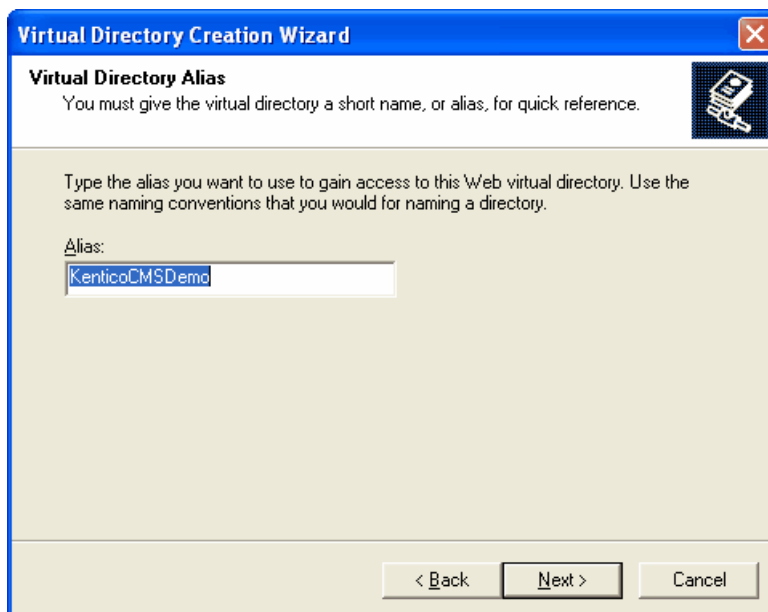 Virtual Directory Creation Wizard
Virtual Directory Alias
You must give the virtual directory a short name, or alias, for quick reference.
Type the alias you want to use to gain access to this Web virtual directory. Use the
same naming conventions that you would for naming a directory.
Alias:
KenticoCMSDemo
< Back Next > Cancel